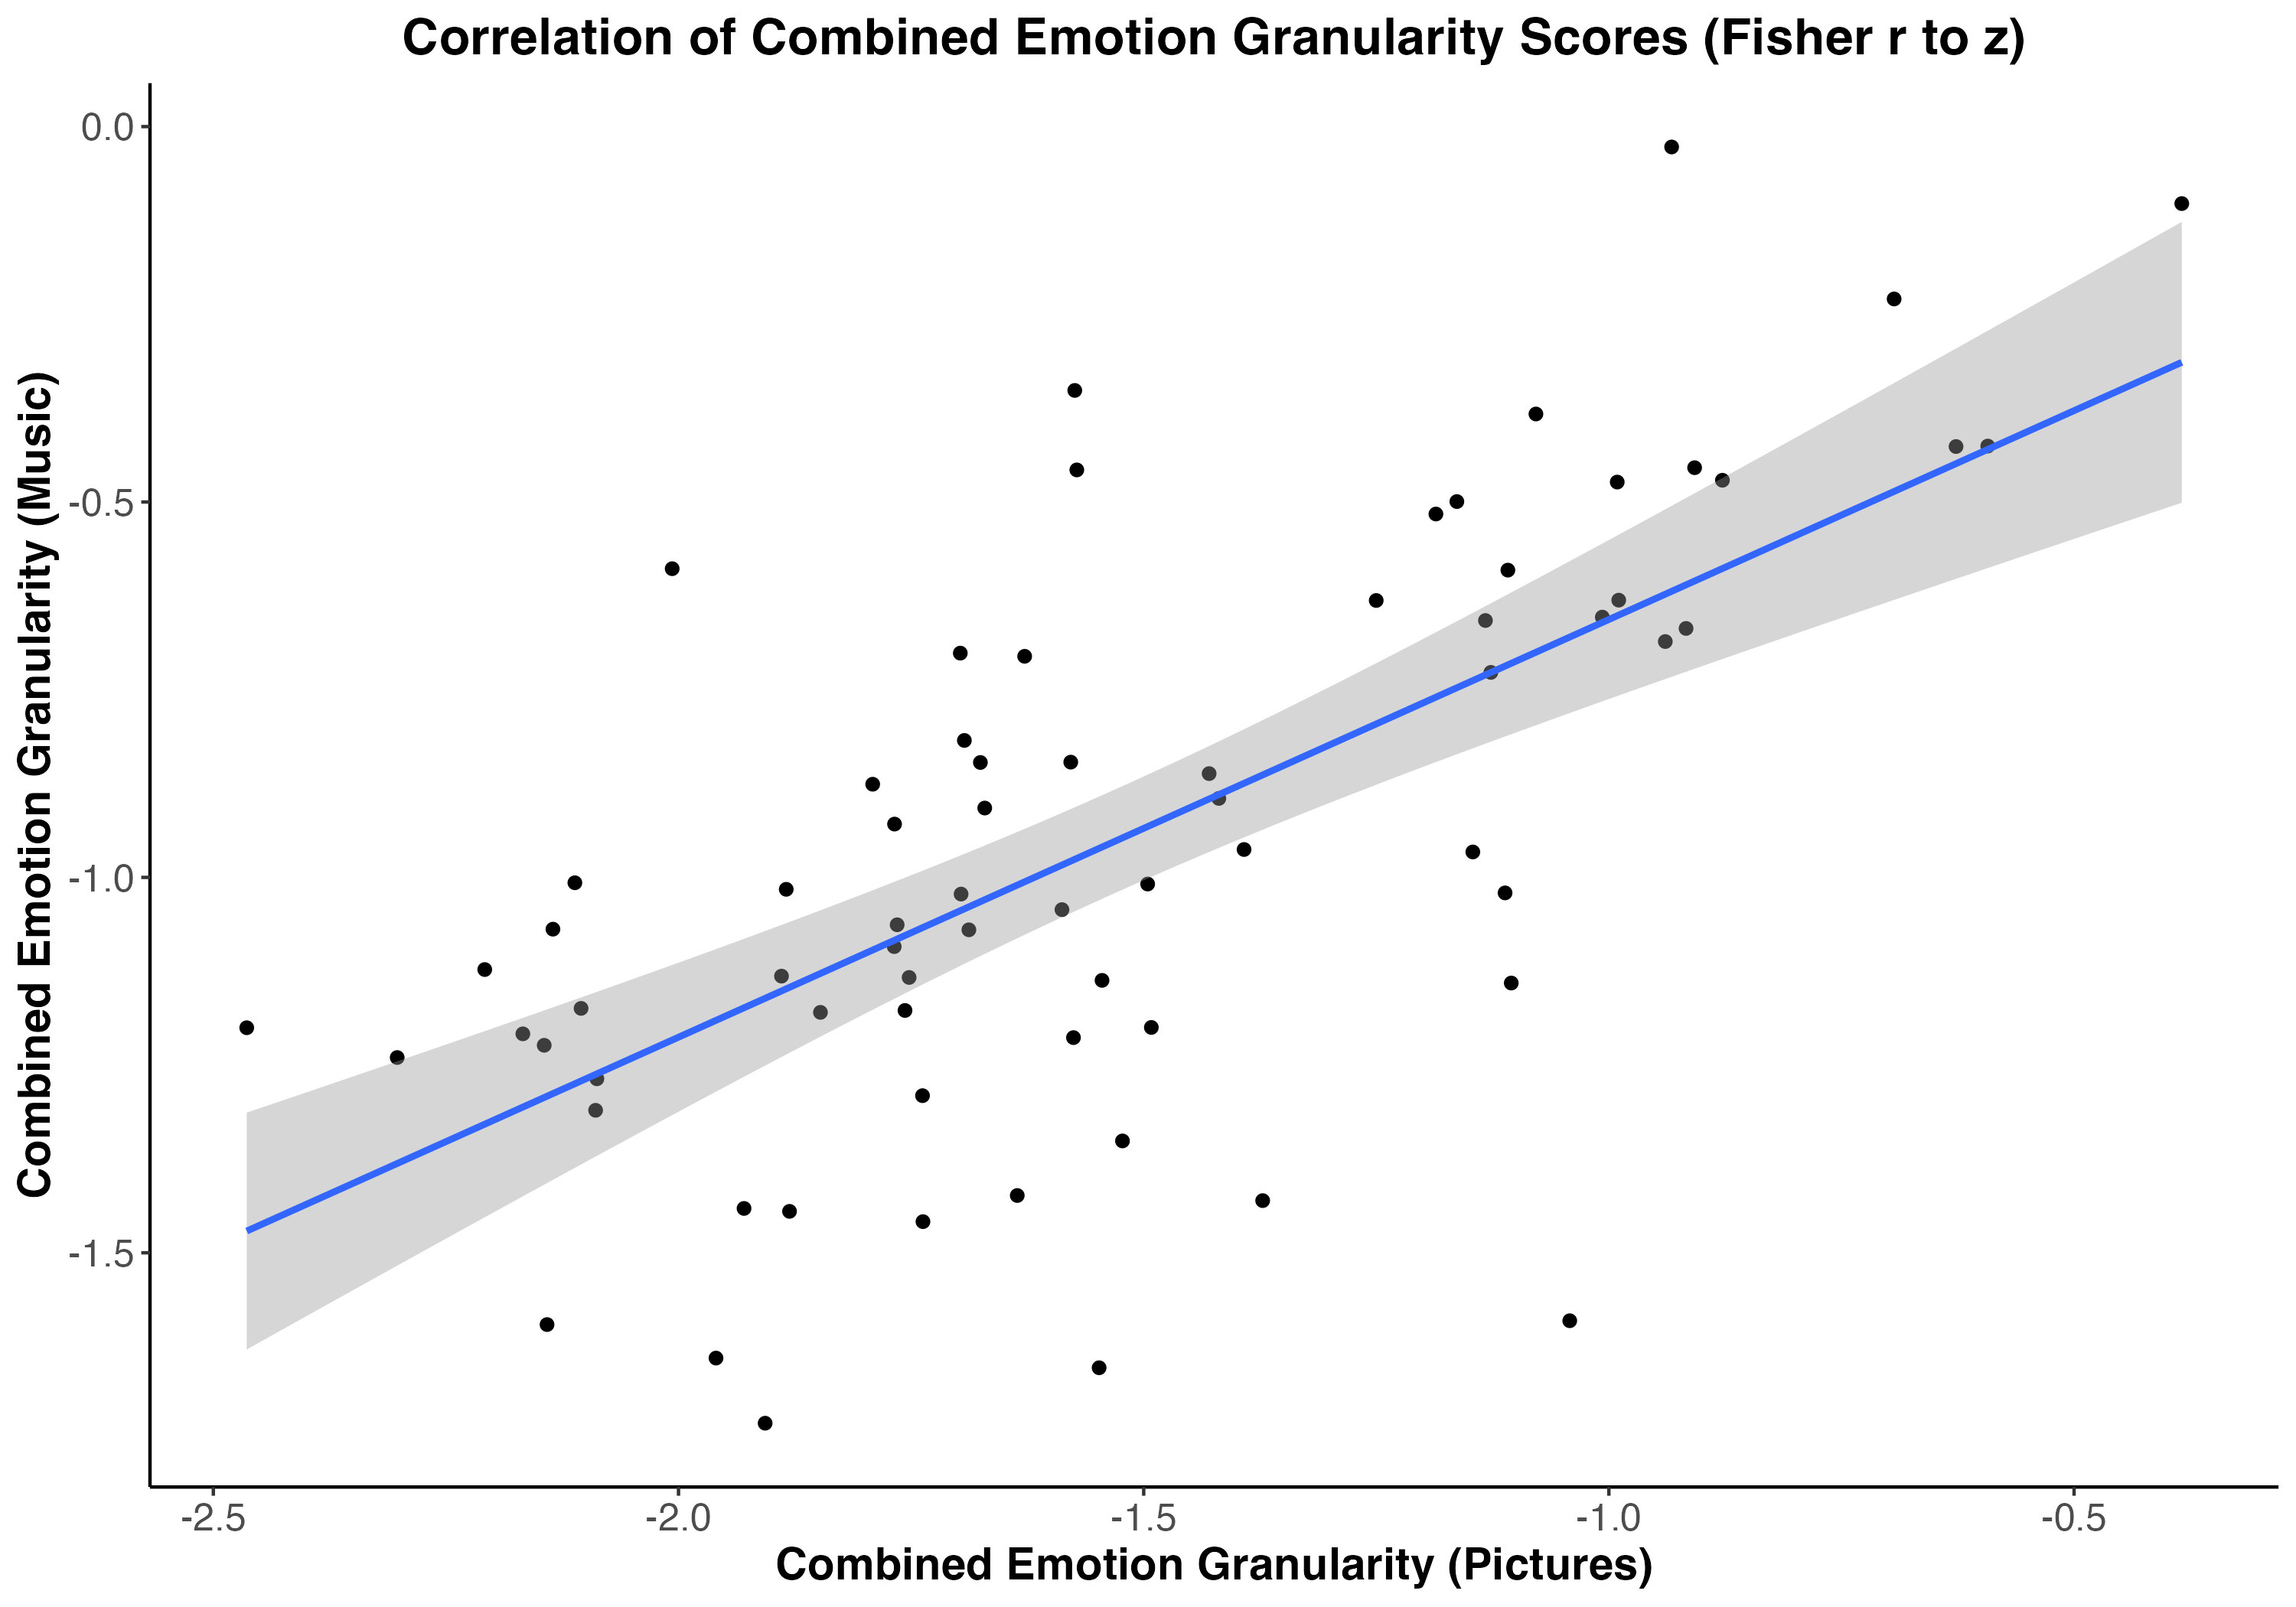 Correlation of Combined Emotion Granularity Scores (Fisher r to z)
Combined Emotion Granularity (Music)
0.0
-0.5
-1.0
-1.5
-2.5 -2.0 -1.5 -1.0 -0.5
Combined Emotion Granularity (Pictures)